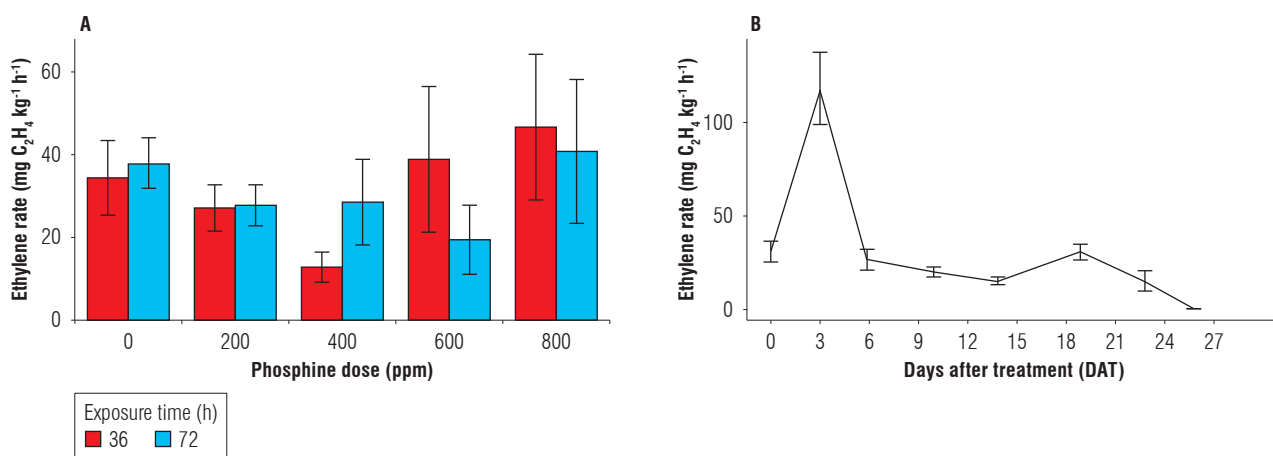 A
Ethylene rate (mg C₂H₄ kg⁻¹ h⁻¹)
60
40
20
0
0 200 400 600 800
Phosphine dose (ppm)
Exposure time (h)
36 72
B
Ethylene rate (mg C₂H₄ kg⁻¹ h⁻¹)
100
50
0
0 3 6 9 12 15 18 21 24 27
Days after treatment (DAT)